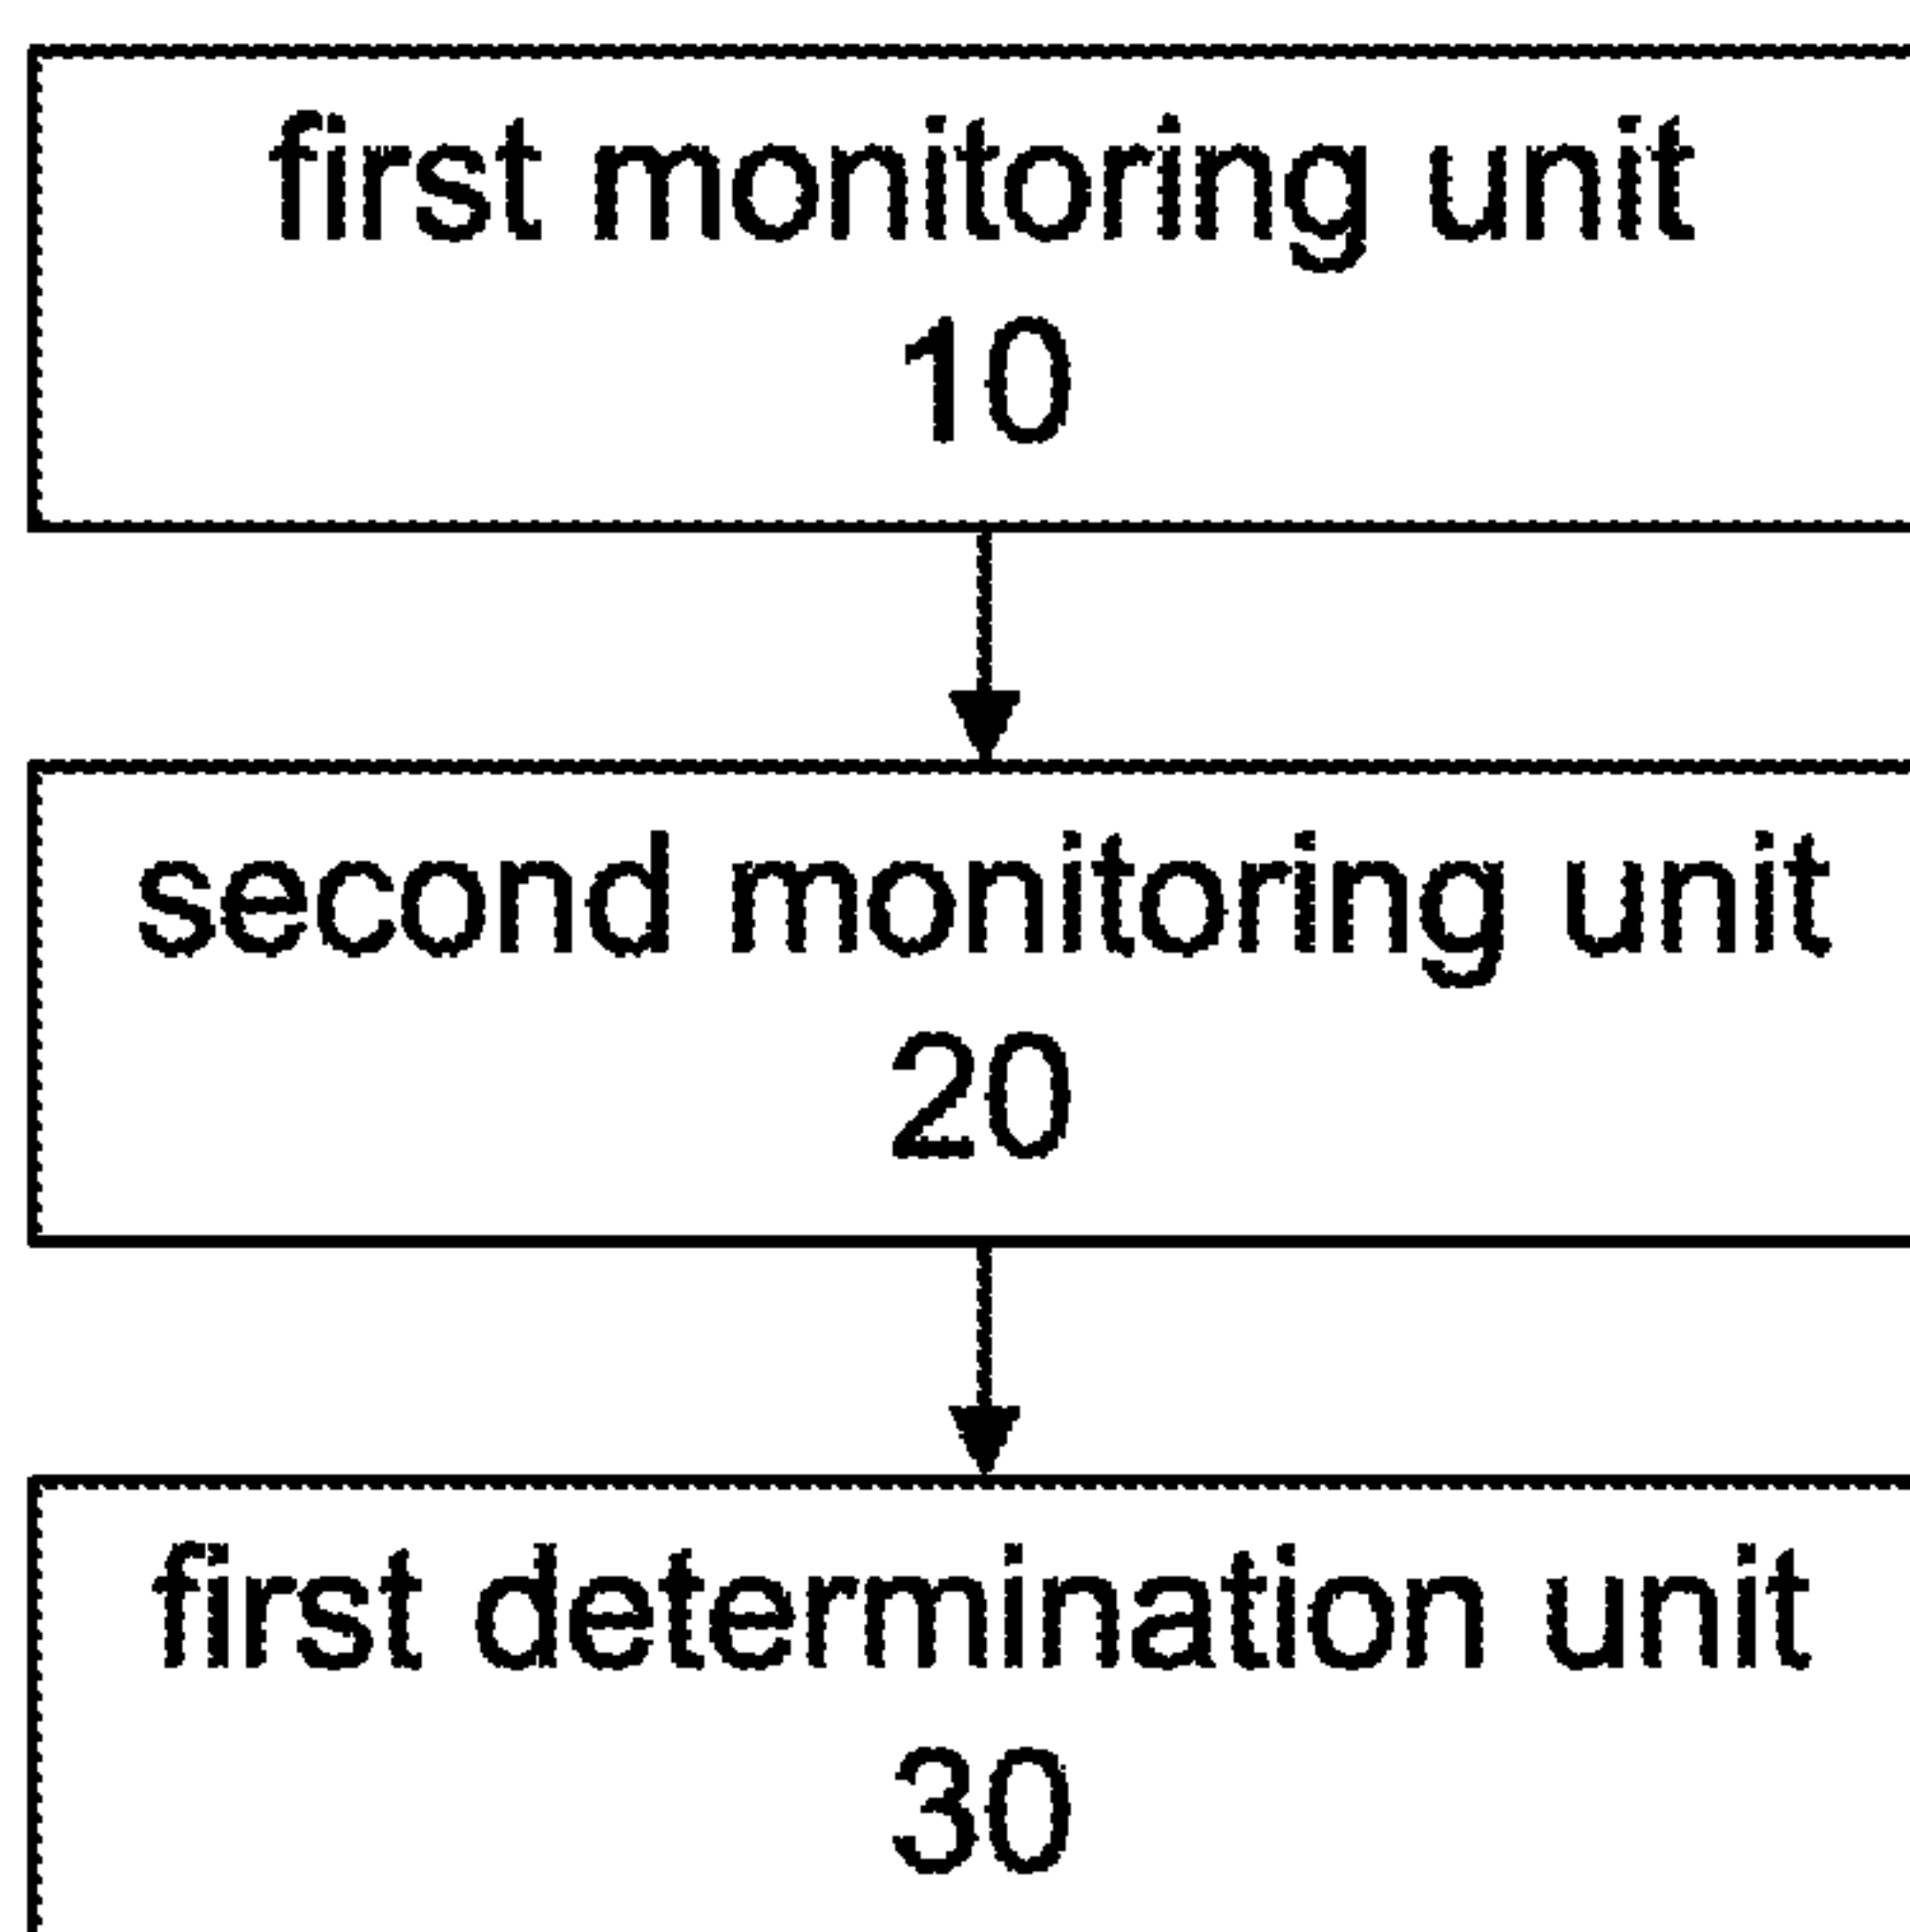 first monitoring unit
10
second monitoring unit
20
first determination unit
30